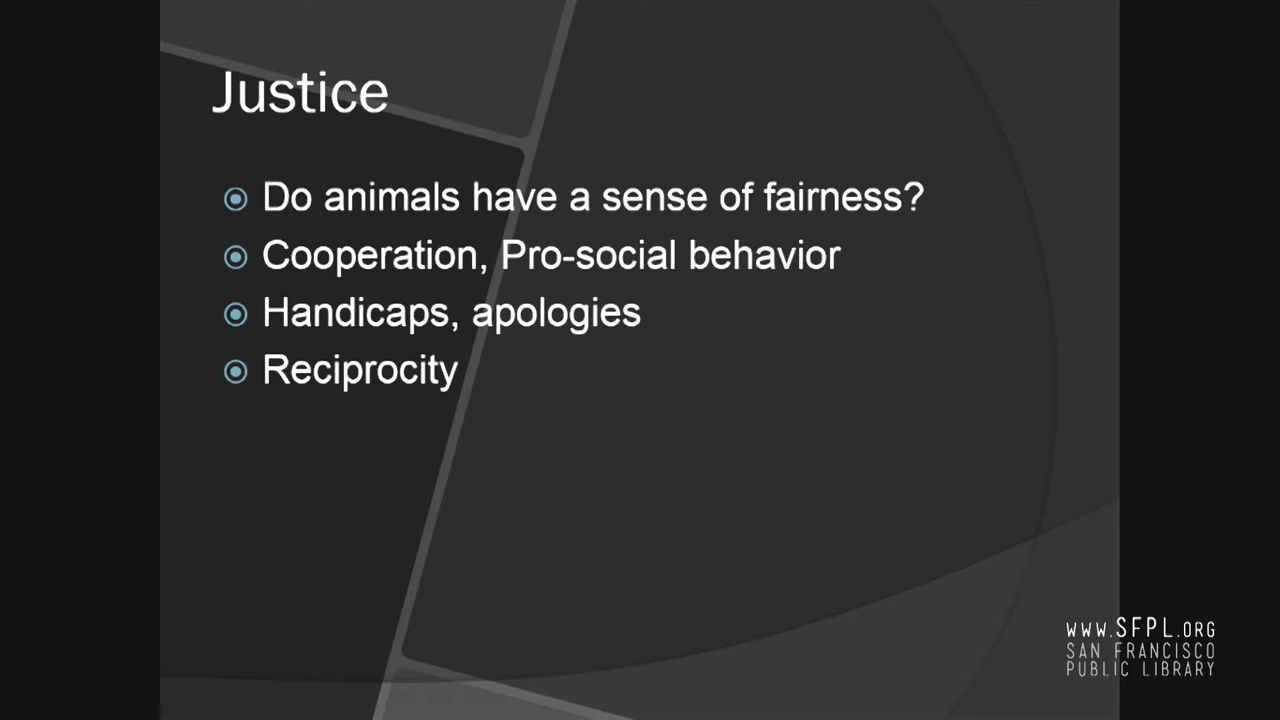 Justice
Do animals have a sense of fairness?
Cooperation, Pro-social behavior
Handicaps, apologies
Reciprocity
WWW.SFPL.ORG
SAN FRANCISCO
PUBLIC LIBRARY